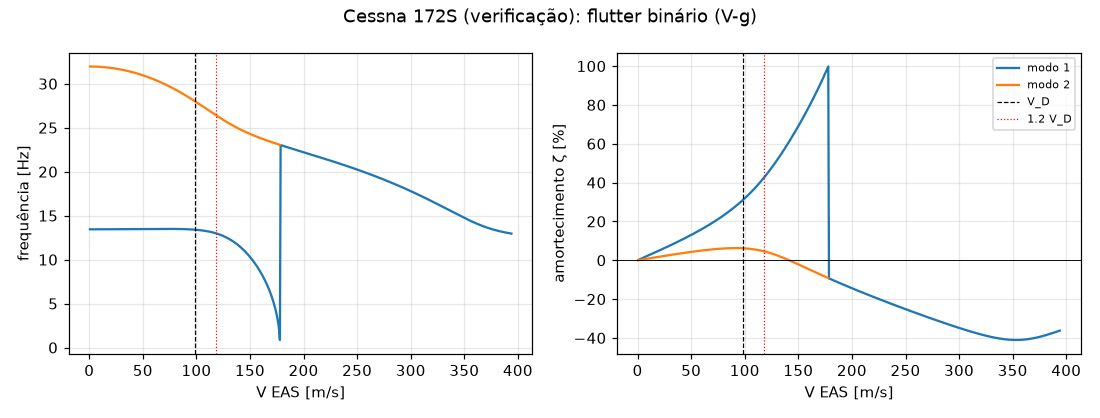 Cessna 172S (verificação): flutter binário (V-g)
frequência [Hz]
30
25
20
15
10
5
0
0 50 100 150 200 250 300 350 400
V EAS [m/s]
amortecimento ζ [%]
100
80
60
40
20
0
−20
−40
modo 1
modo 2
V_D
1.2 V_D
0 50 100 150 200 250 300 350 400
V EAS [m/s]